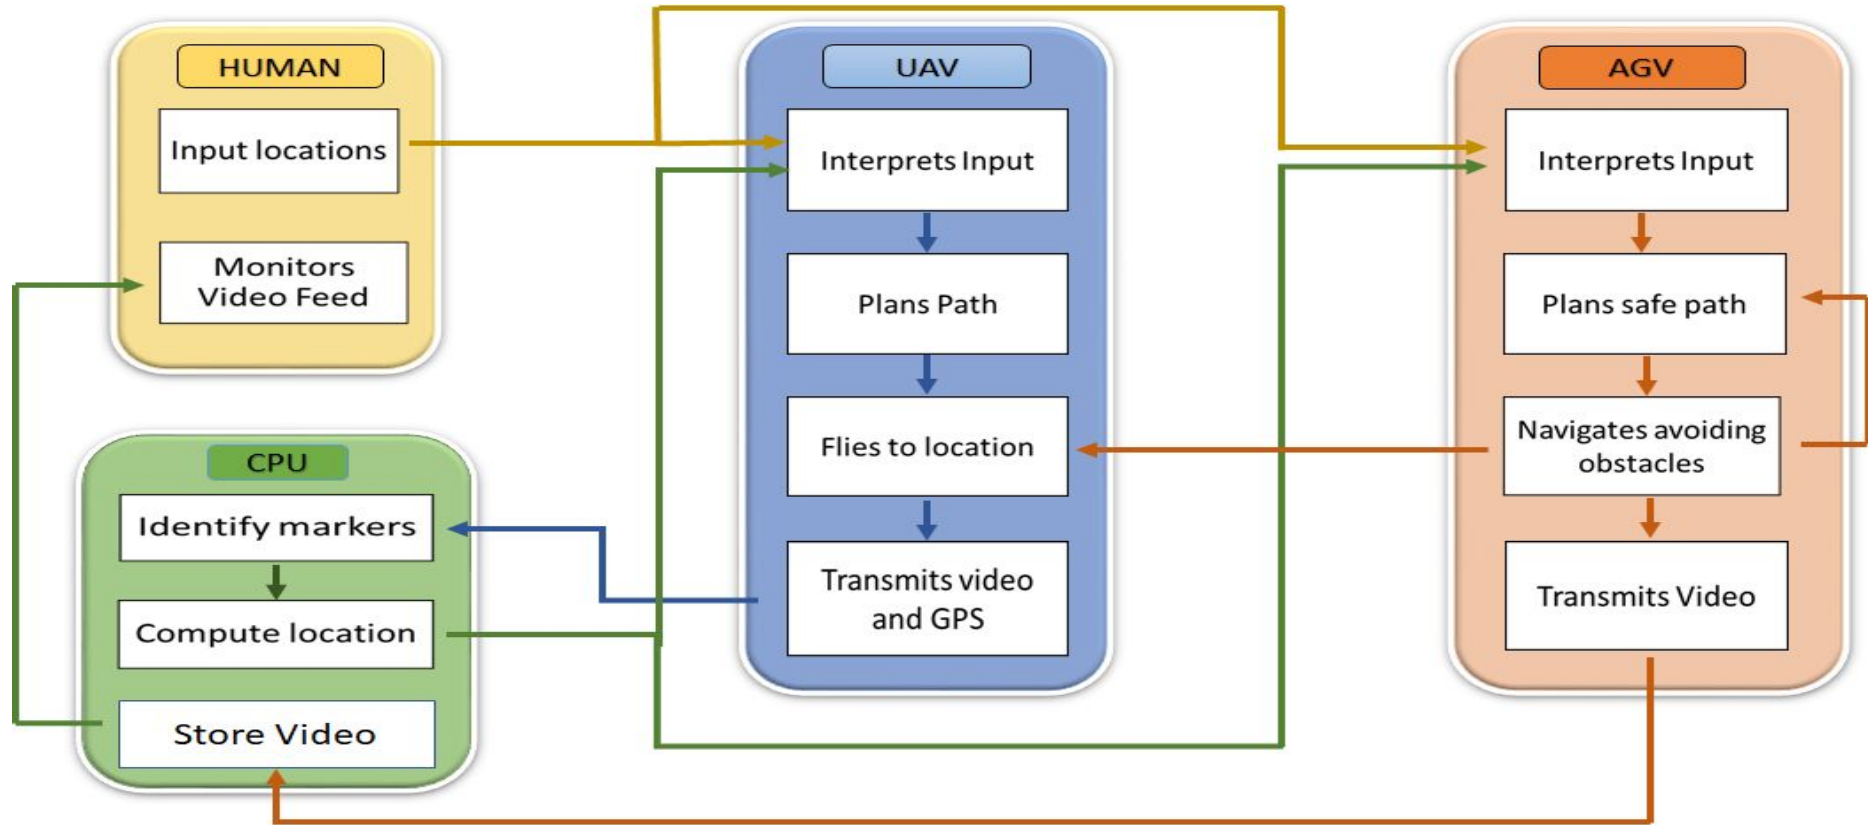 HUMAN
Input locations
Monitors
Video Feed
CPU
Identify markers
Compute location
Store Video
UAV
Interprets Input
Plans Path
Flies to location
Transmits video
and GPS
AGV
Interprets Input
Plans safe path
Navigates avoiding
obstacles
Transmits Video